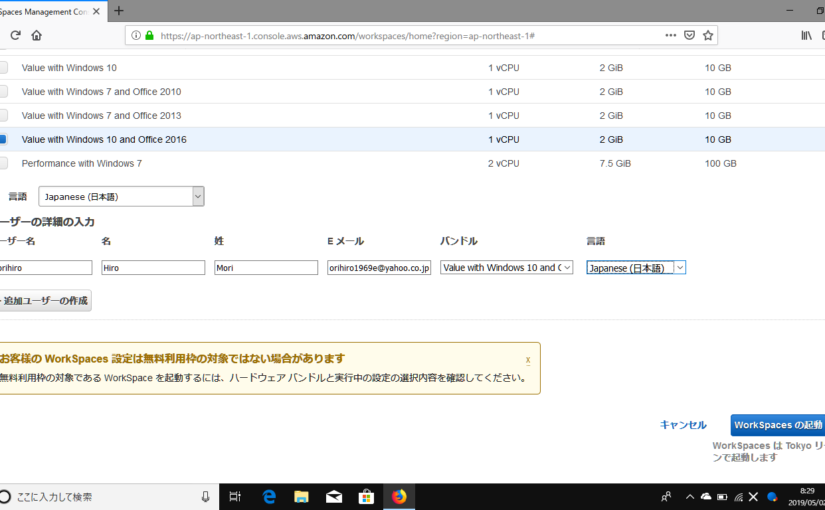 Spaces Management Con
https://ap-northeast-1.console.aws.amazon.com/workspaces/home?region=ap-northeast-1#
Value with Windows 10 1 vCPU 2 GiB 10 GB
Value with Windows 7 and Office 2010 1 vCPU 2 GiB 10 GB
Value with Windows 7 and Office 2013 1 vCPU 2 GiB 10 GB
Value with Windows 10 and Office 2016 1 vCPU 2 GiB 10 GB
Performance with Windows 7 2 vCPU 7.5 GiB 100 GB
言語 Japanese (日本語)
ーザーの詳細の入力
ーザー名 名 姓 E メール バンドル 言語
orihiro Hiro Mori orihiro1969e@yahoo.co.jp Value with Windows 10 and O Japanese (日本語)
追加ユーザーの作成
お客様の WorkSpaces 設定は無料利用枠の対象ではない場合があります x
無料利用枠の対象である WorkSpace を起動するには、ハードウェア バンドルと実行中の設定の選択内容を確認してください。
キャンセル WorkSpaces の起動
WorkSpaces は Tokyo リー
ンで起動します
ここに入力して検索
8:29
2019/05/02